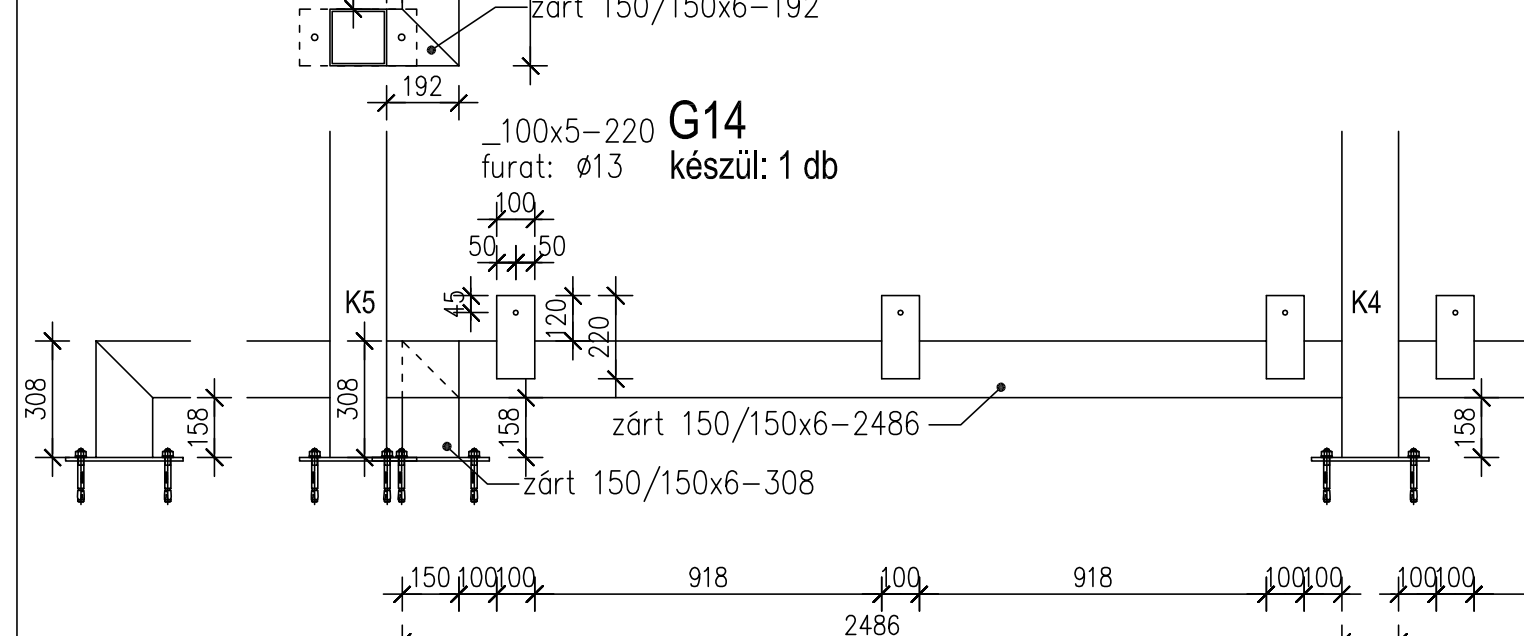 zárt 150/150x6-192
192
_100x5-220 G14
furat: ø13 készül: 1 db
100
50 50
K5
45
120
220
K4
308
158
308
158
158
zárt 150/150x6-2486
zárt 150/150x6-308
150 100 100 918 100 918 100 100 100 100
2486